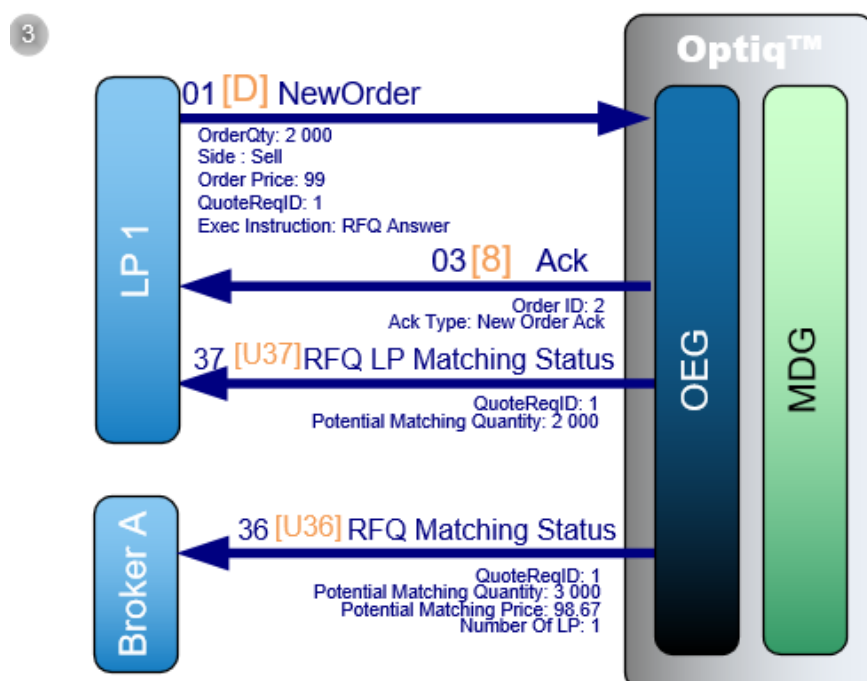 3
Optiq™
01 [D] NewOrder
OrderQty: 2 000
Side : Sell
Order Price: 99
QuoteReqID: 1
Exec Instruction: RFQ Answer
LP 1
03 [8] Ack
Order ID: 2
Ack Type: New Order Ack
37 [U37] RFQ LP Matching Status
QuoteReqID: 1
Potential Matching Quantity: 2 000
OEG
MDG
Broker A
36 [U36] RFQ Matching Status
QuoteReqID: 1
Potential Matching Quantity: 3 000
Potential Matching Price: 98.67
Number Of LP: 1